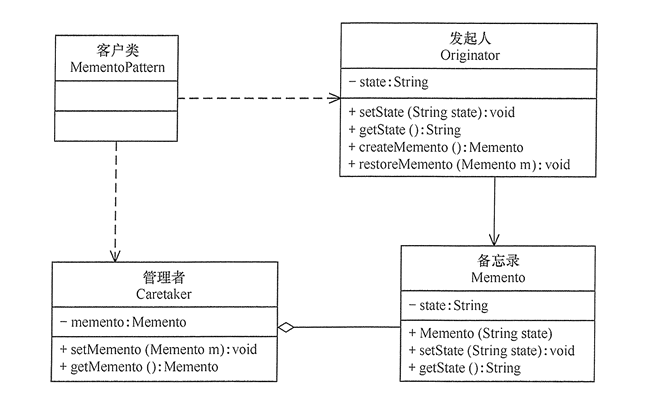 客户类
MementoPattern
发起人
Originator
- state:String
+ setState (String state):void
+ getState ():String
+ createMemento ():Memento
+ restoreMemento (Memento m):void
管理者
Caretaker
- memento:Memento
+ setMemento (Memento m):void
+ getMemento ():Memento
备忘录
Memento
- state:String
+ Memento (String state)
+ setState (String state):void
+ getState ():String